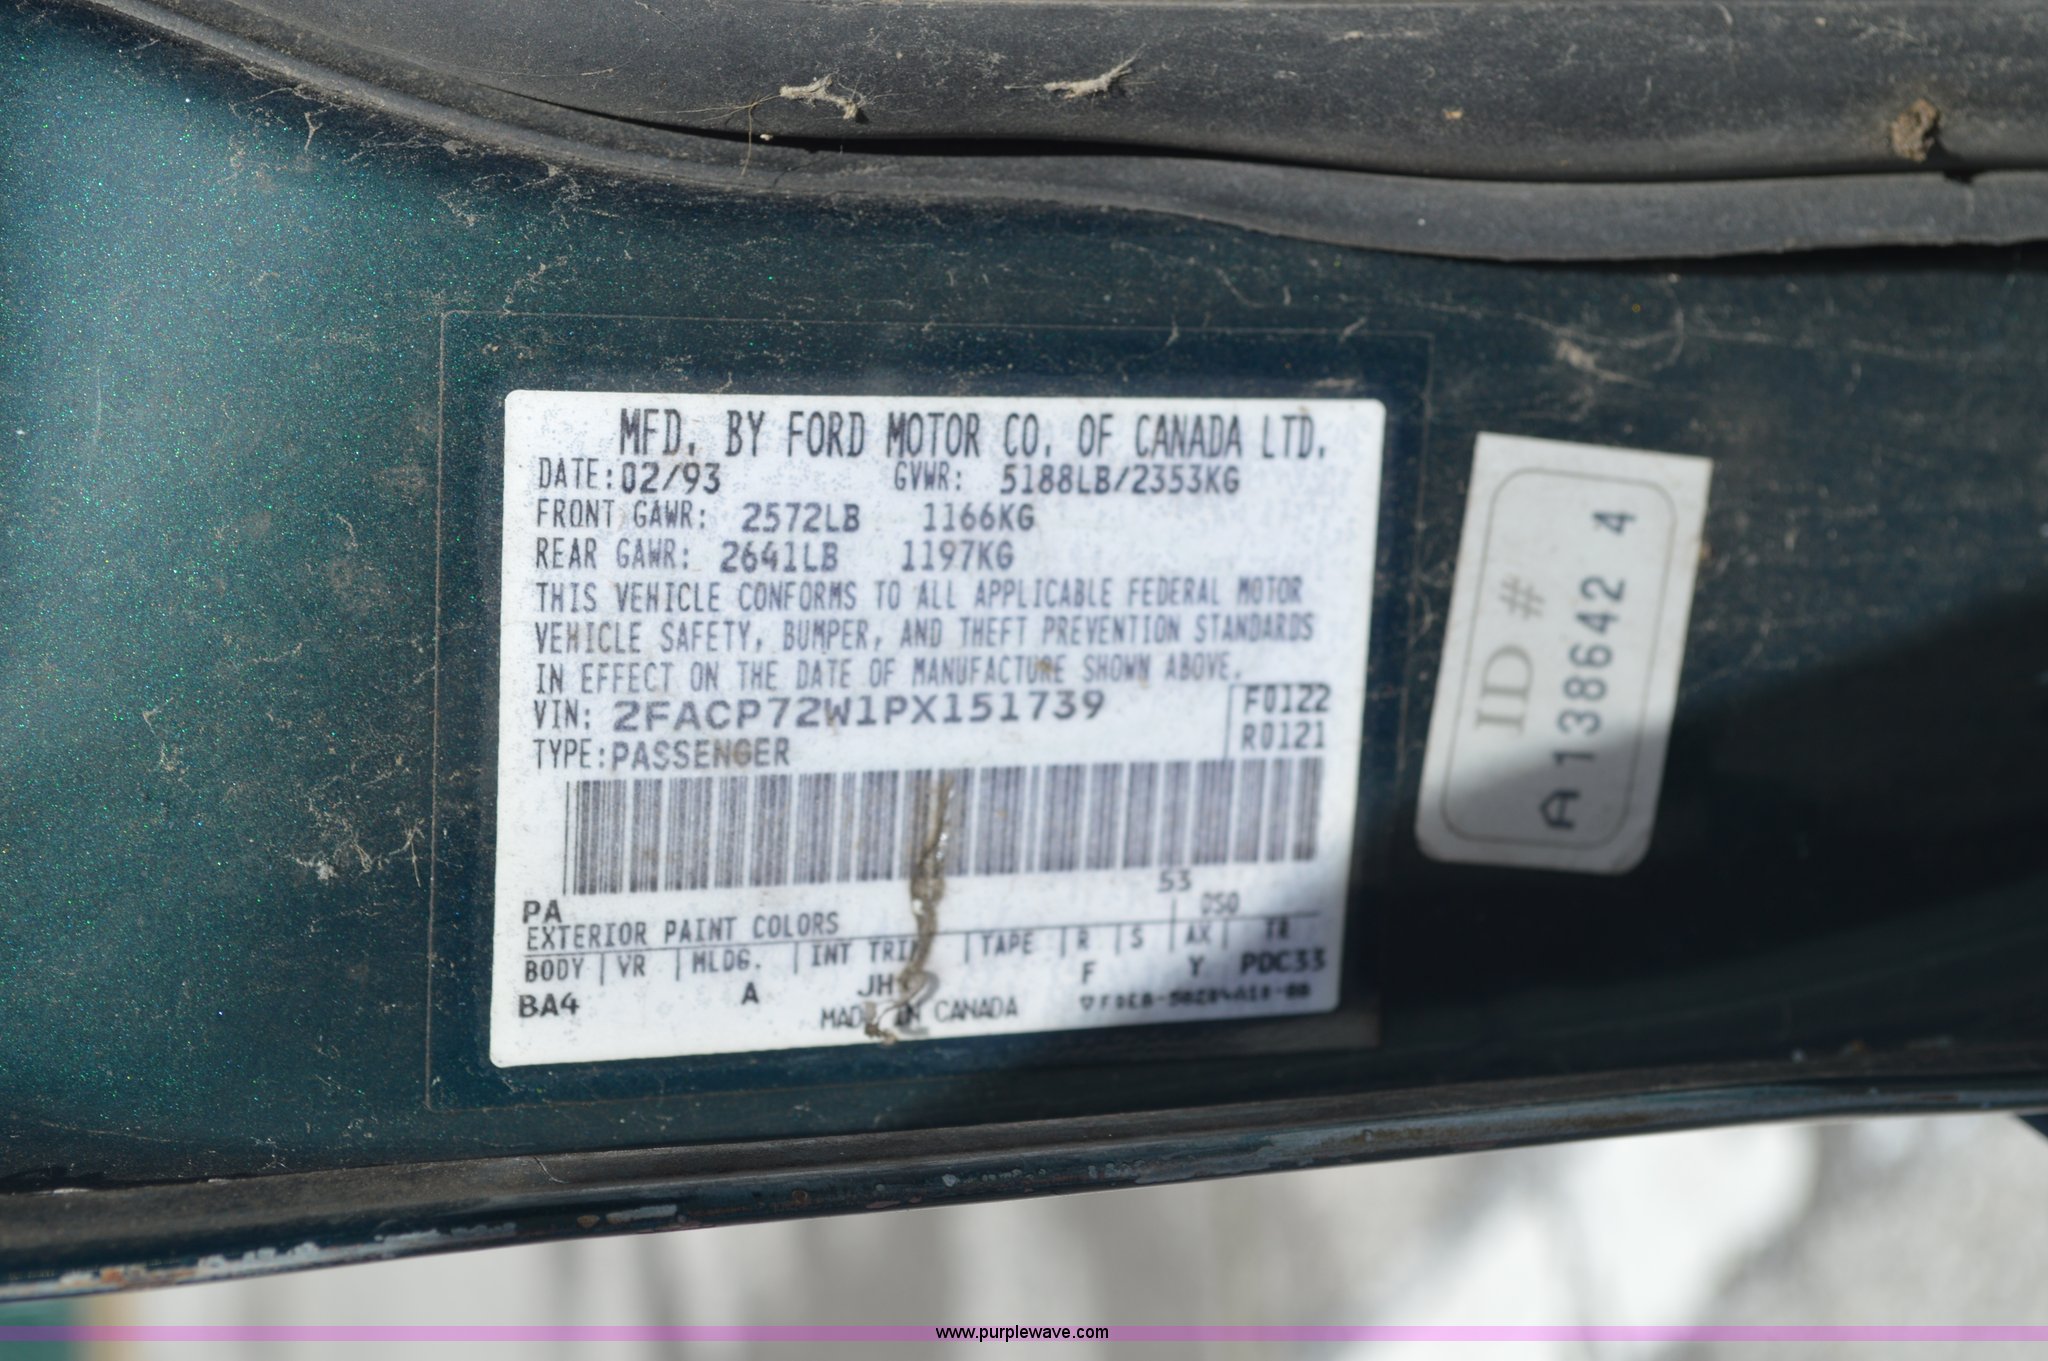 MFD. BY FORD MOTOR CO. OF CANADA LTD.
DATE: 02/93 GVWR: 5188LB/2353KG
FRONT GAWR: 2572LB 1166KG
REAR GAWR: 2641LB 1197KG
THIS VEHICLE CONFORMS TO ALL APPLICABLE FEDERAL MOTOR
VEHICLE SAFETY, BUMPER, AND THEFT PREVENTION STANDARDS
IN EFFECT ON THE DATE OF MANUFACTURE SHOWN ABOVE.
VIN: 2FACP72W1PX151739 F0122
TYPE: PASSENGER R0121
53
PA DSO
EXTERIOR PAINT COLORS
BODY VR MLDG. INT TRIM TAPE R S AX TR
BA4 A JH F Y PDC33
MADE IN CANADA
ID #
A 138642 4
www.purplewave.com